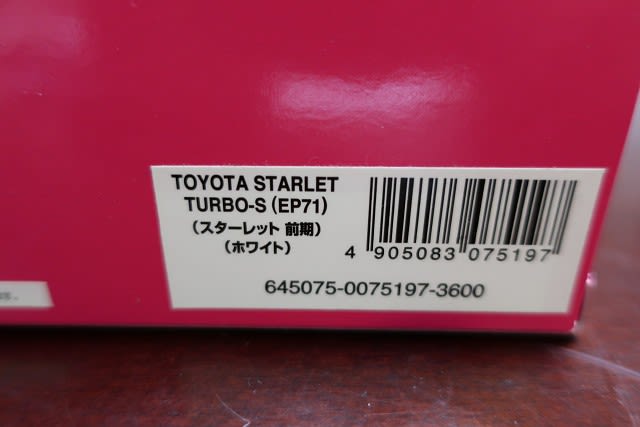 TOYOTA STARLET
TURBO-S (EP71)
(スターレット 前期)
(ホワイト)
4 905083 075197
645075-0075197-3600